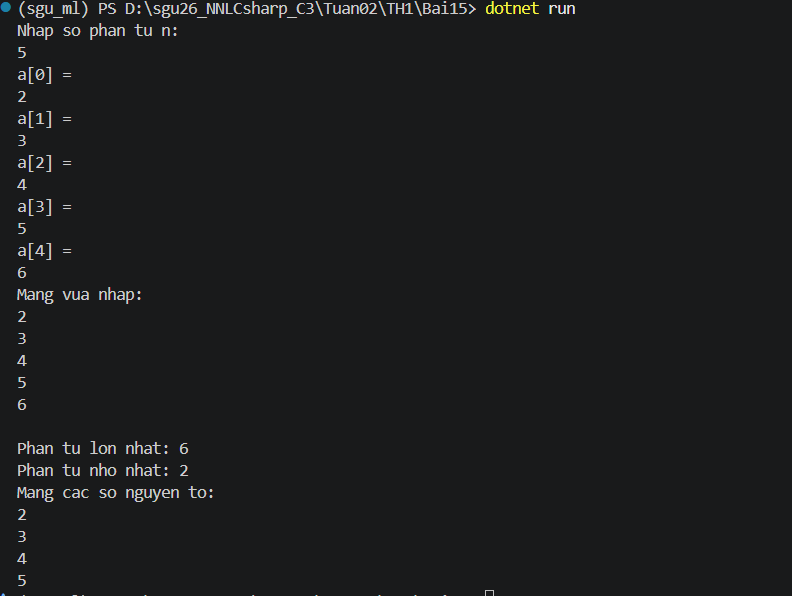 (sgu_ml) PS D:\sgu26_NNLCsharp_C3\Tuan02\TH1\Bai15> dotnet run
Nhap so phan tu n:
5
a[0] =
2
a[1] =
3
a[2] =
4
a[3] =
5
a[4] =
6
Mang vua nhap:
2
3
4
5
6
Phan tu lon nhat: 6
Phan tu nho nhat: 2
Mang cac so nguyen to:
2
3
4
5